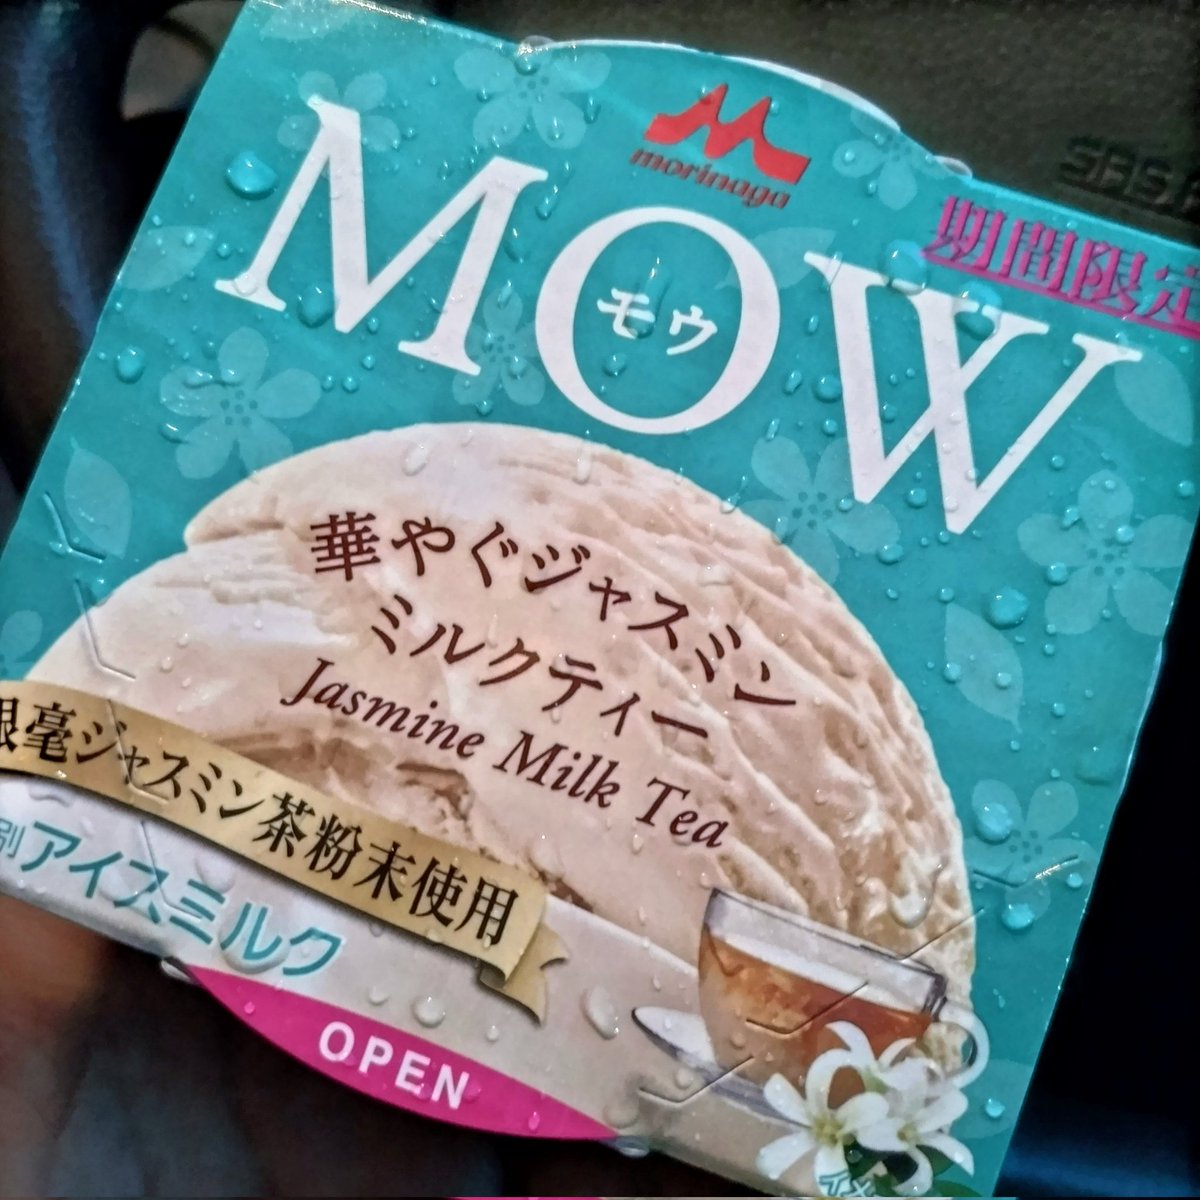 morinaga
SRS A
期間限定
MOW
モウ
華やぐジャスミン
ミルクティー
Jasmine Milk Tea
銀毫ジャスミン茶粉末使用
アイスミルク
OPEN